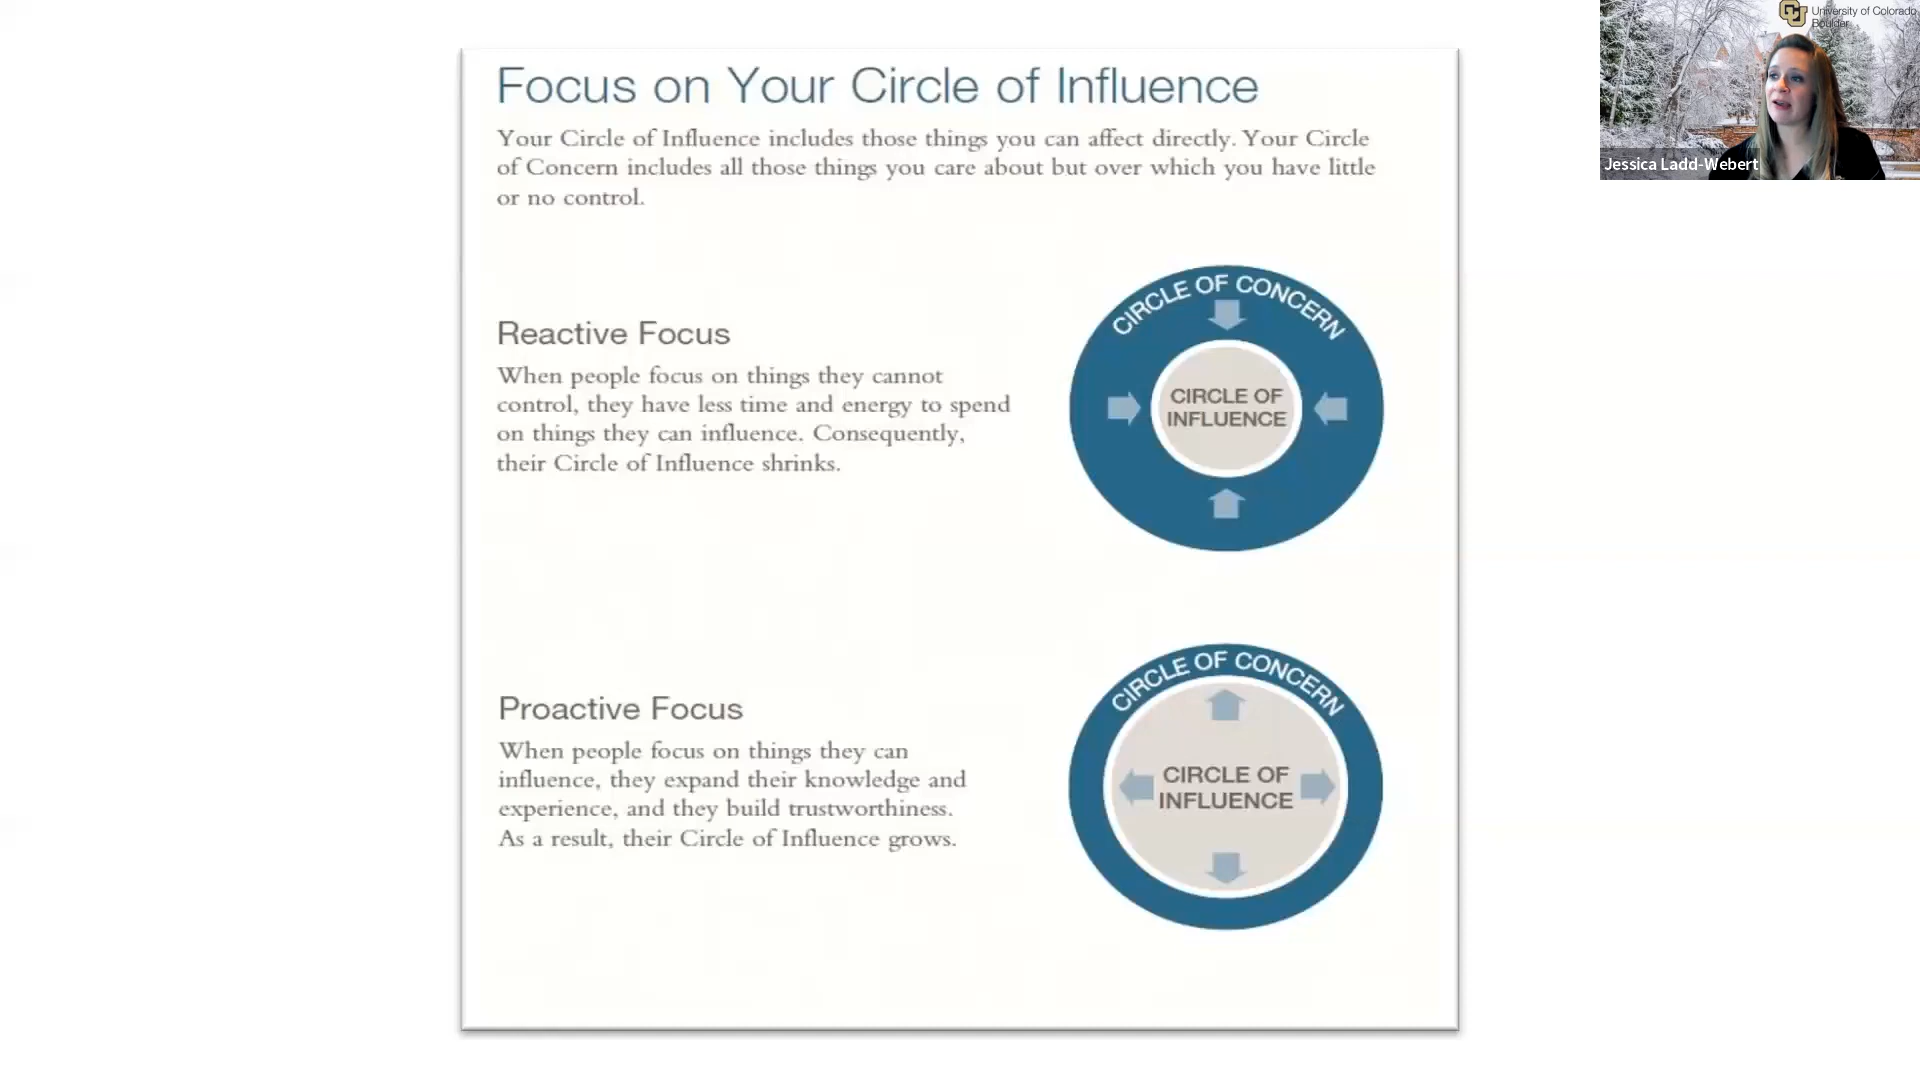 University of Colorado
Boulder
Jessica Ladd-Webert
Focus on Your Circle of Influence
Your Circle of Influence includes those things you can affect directly. Your Circle
of Concern includes all those things you care about but over which you have little
or no control.
Reactive Focus
When people focus on things they cannot
control, they have less time and energy to spend
on things they can influence. Consequently,
their Circle of Influence shrinks.
CIRCLE OF CONCERN
CIRCLE OF
INFLUENCE
Proactive Focus
When people focus on things they can
influence, they expand their knowledge and
experience, and they build trustworthiness.
As a result, their Circle of Influence grows.
CIRCLE OF CONCERN
CIRCLE OF
INFLUENCE